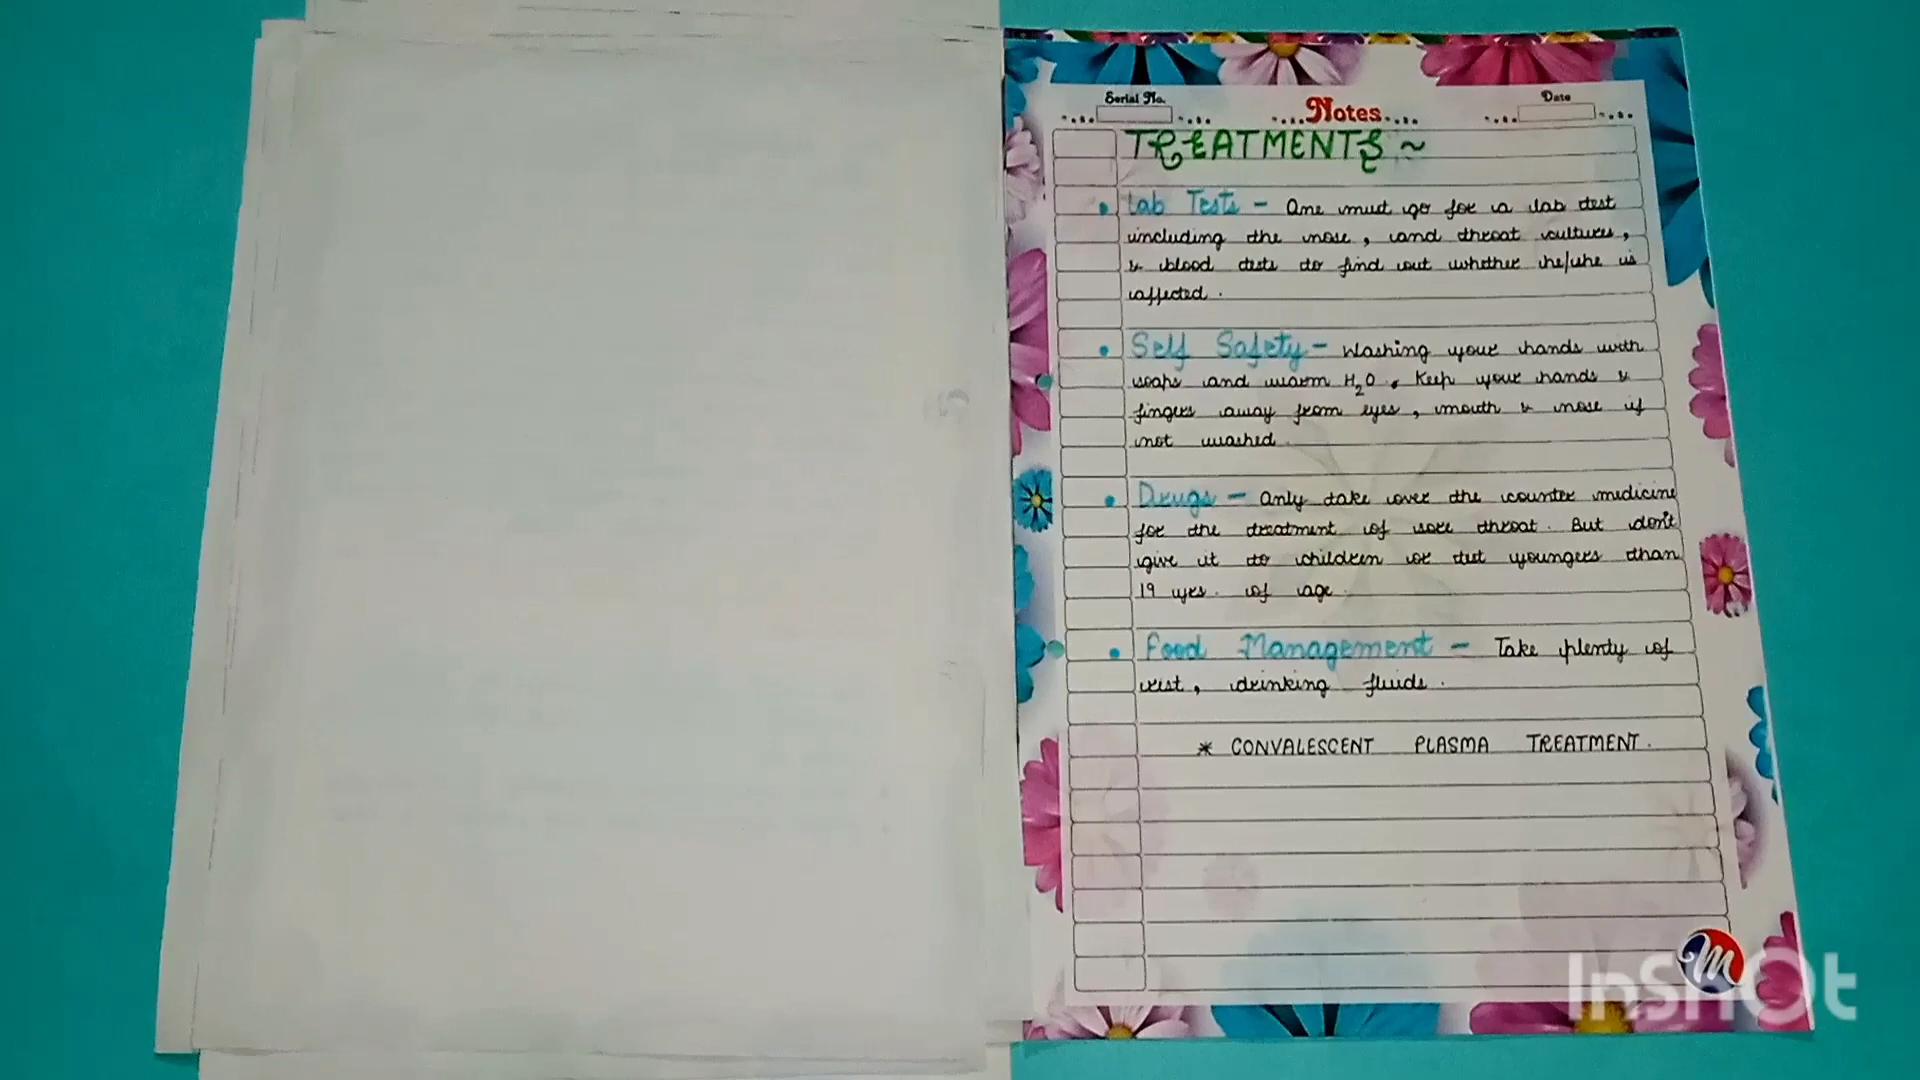 Serial No.
Notes
Date
TREATMENTS ~
• Lab Tests - One must go for a lab test
including the nose, and throat cultures,
& blood tests to find out whether he/she is
affected.
• Self Safety - Washing your hands with
soaps and warm H₂O. Keep your hands &
fingers away from eyes, mouth & nose if
not washed.
• Drugs - Only take over the counter medicine
for the treatment of sore throat. But don't
give it to children or youngers than
19 yrs. of age.
• Food Management - Take plenty of
rest, drinking fluids.
* CONVALESCENT PLASMA TREATMENT.
M
InShOt